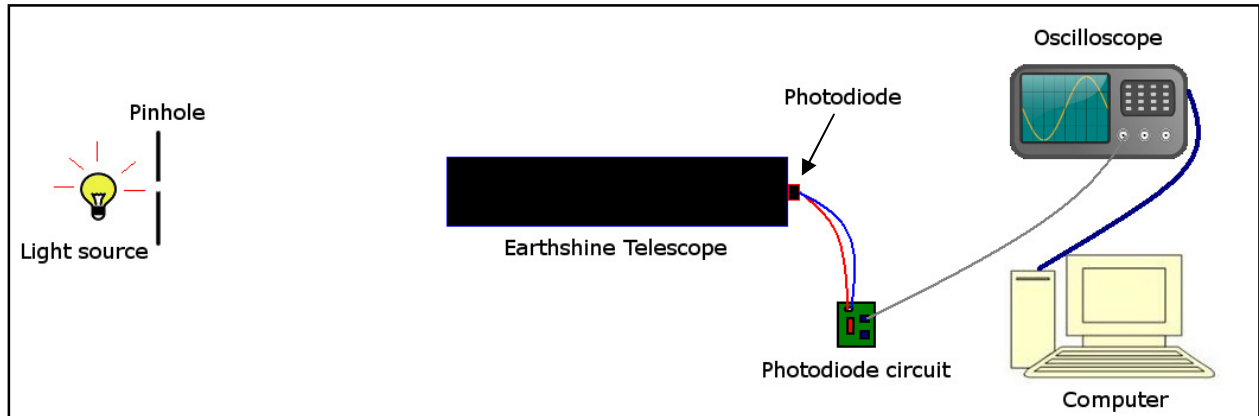 Light source
Pinhole
Earthshine Telescope
Photodiode
Photodiode circuit
Oscilloscope
Computer